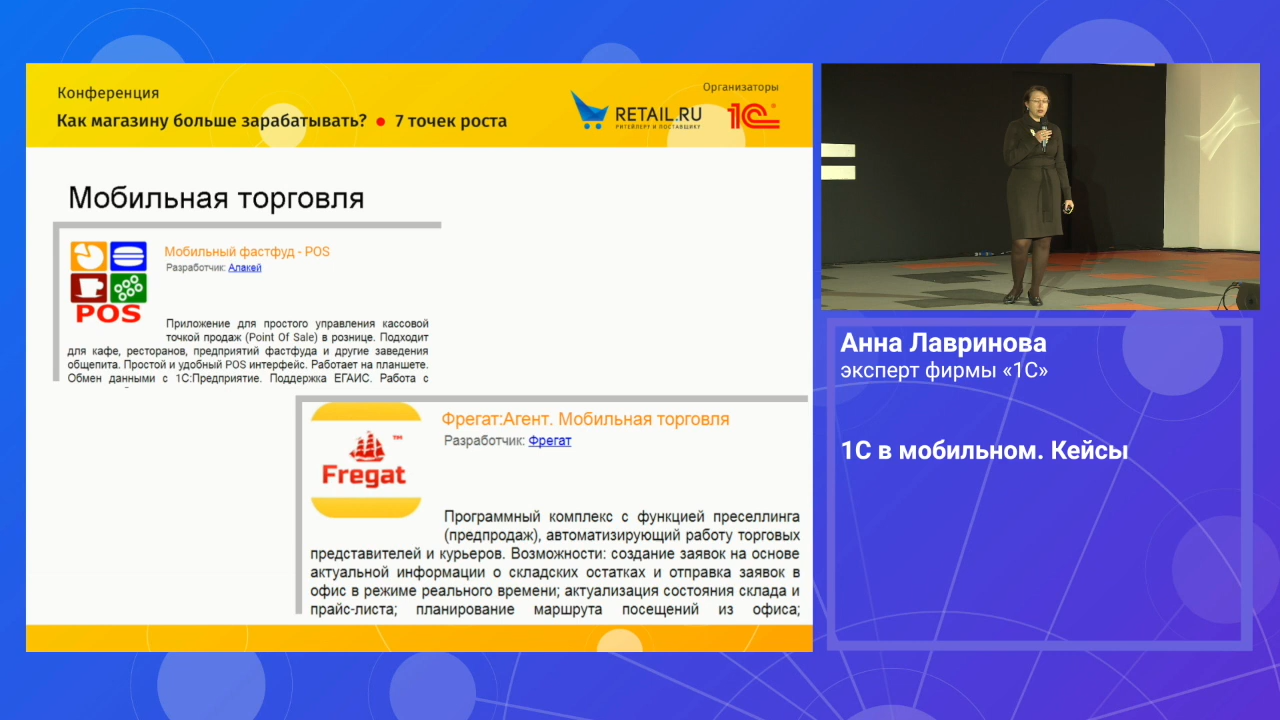 Конференция
Как магазину больше зарабатывать? • 7 точек роста
Организаторы
RETAIL.RU
РИТЕЙЛЕРУ И ПОСТАВЩИКУ
1С
Мобильная торговля
POS
Мобильный фастфуд - POS
Разработчик: Алакей
Приложение для простого управления кассовой
точкой продаж (Point Of Sale) в рознице. Подходит
для кафе, ресторанов, предприятий фастфуда и другие заведения
общепита. Простой и удобный POS интерфейс. Работает на планшете.
Обмен данными с 1С:Предприятие. Поддержка ЕГАИС. Работа с
Fregat™
Фрегат:Агент. Мобильная торговля
Разработчик: Фрегат
Программный комплекс с функцией преселлинга
(предпродаж), автоматизирующий работу торговых
представителей и курьеров. Возможности: создание заявок на основе
актуальной информации о складских остатках и отправка заявок в
офис в режиме реального времени; актуализация состояния склада и
прайс-листа; планирование маршрута посещений из офиса;
Анна Лавринова
эксперт фирмы «1С»
1С в мобильном. Кейсы